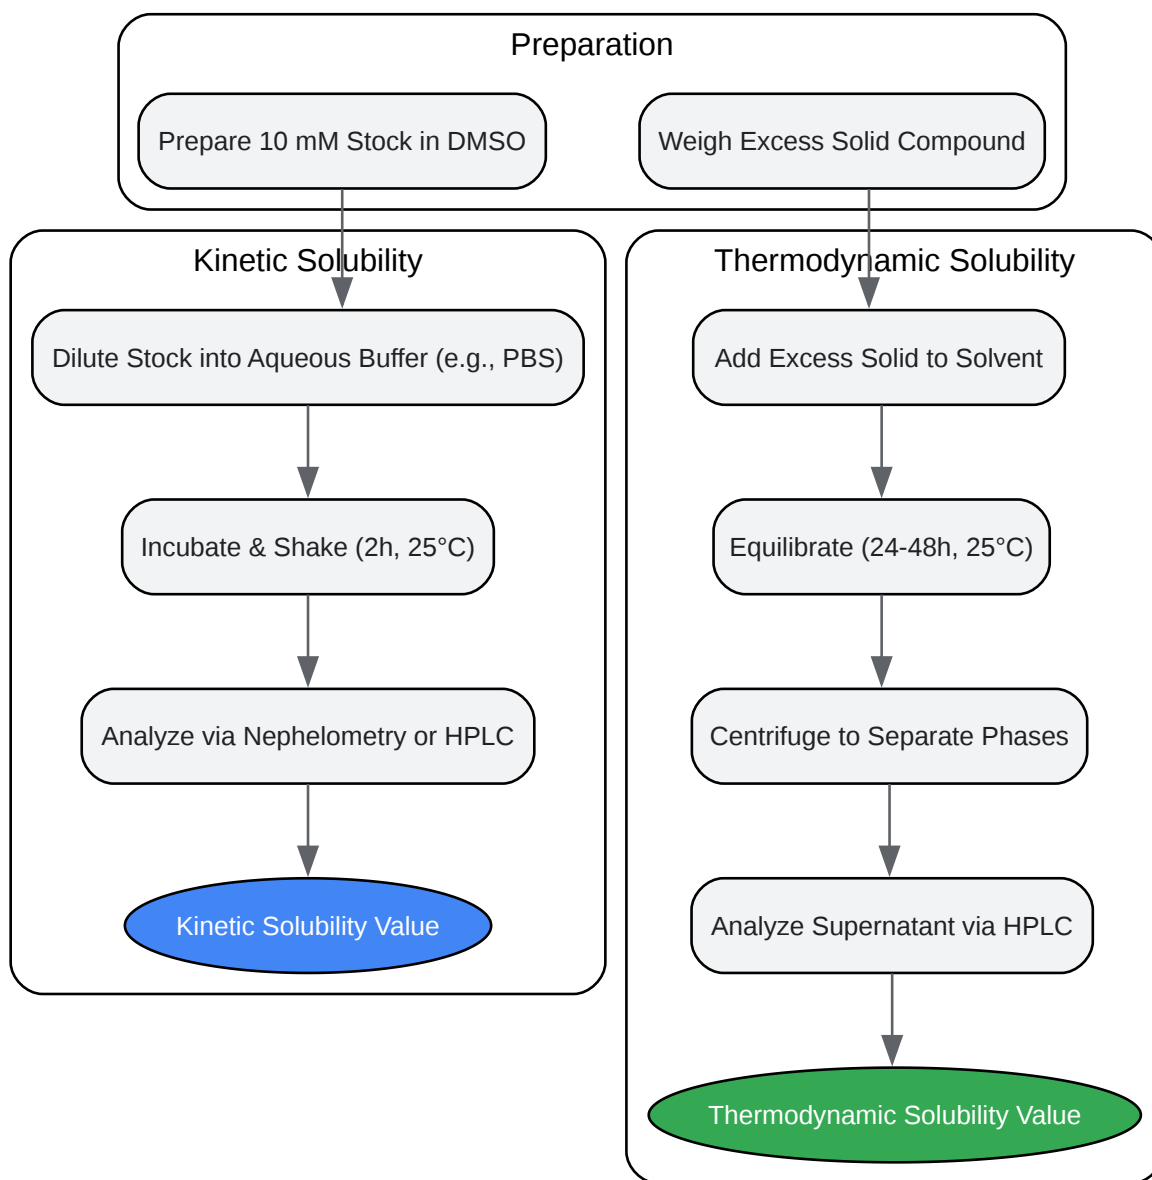 Preparation
Prepare 10 mM Stock in DMSO
Weigh Excess Solid Compound
Kinetic Solubility
Dilute Stock into Aqueous Buffer (e.g., PBS)
Incubate & Shake (2h, 25°C)
Analyze via Nephelometry or HPLC
Kinetic Solubility Value
Thermodynamic Solubility
Add Excess Solid to Solvent
Equilibrate (24-48h, 25°C)
Centrifuge to Separate Phases
Analyze Supernatant via HPLC
Thermodynamic Solubility Value